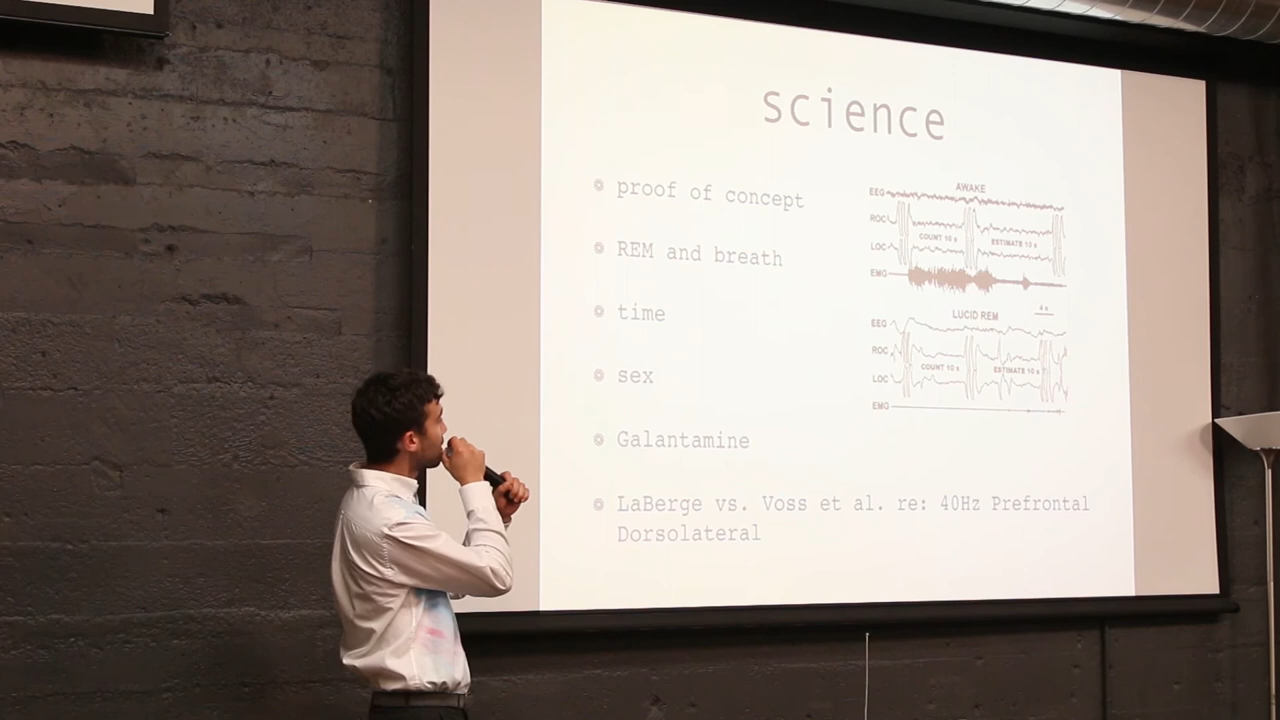 science
proof of concept
REM and breath
time
sex
Galantamine
LaBerge vs. Voss et al. re: 40Hz Prefrontal
Dorsolateral
AWAKE
EEG
ROC
COUNT 10 s
ESTIMATE 10 s
LOC
EMG
4 s
LUCID REM
EEG
ROC
COUNT 10 s
ESTIMATE 10 s
LOC
EMG